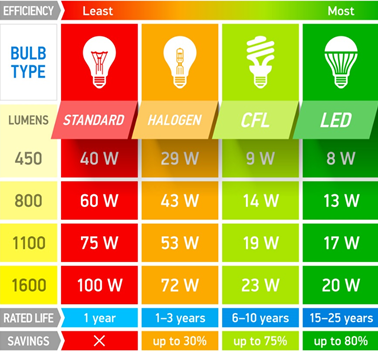 EFFICIENCY Least Most
BULB
TYPE
LUMENS STANDARD HALOGEN CFL LED
450 40 W 29 W 9 W 8 W
800 60 W 43 W 14 W 13 W
1100 75 W 53 W 19 W 17 W
1600 100 W 72 W 23 W 20 W
RATED LIFE 1 year 1–3 years 6–10 years 15–25 years
SAVINGS up to 30% up to 75% up to 80%